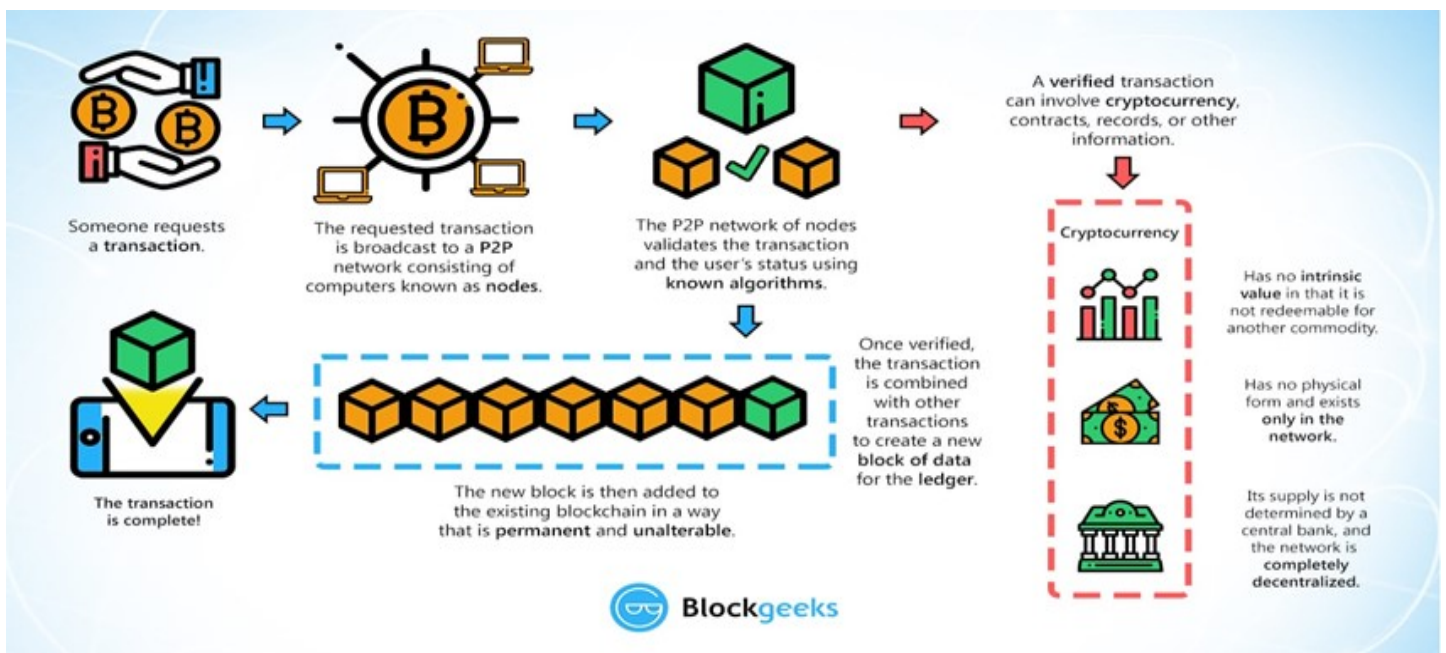 Someone requests
a transaction.
The requested transaction
is broadcast to a P2P
network consisting of
computers known as nodes.
The P2P network of nodes
validates the transaction
and the user's status using
known algorithms.
A verified transaction
can involve cryptocurrency,
contracts, records, or other
information.
Once verified,
the transaction
is combined
with other
transactions
to create a new
block of data
for the ledger.
The new block is then added to
the existing blockchain in a way
that is permanent and unalterable.
The transaction
is complete!
Cryptocurrency
Has no intrinsic
value in that it is
not redeemable for
another commodity.
Has no physical
form and exists
only in the
network.
Its supply is not
determined by a
central bank, and
the network is
completely
decentralized.
Blockgeeks